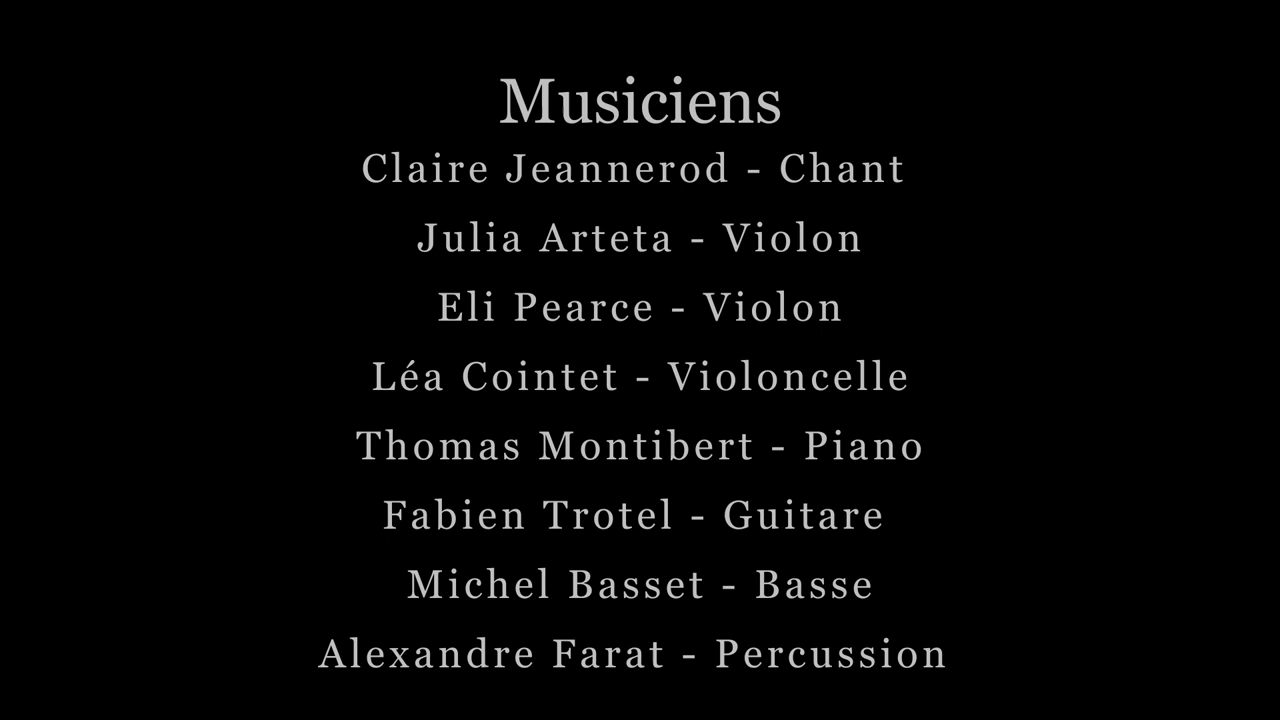 Musiciens
Claire Jeannerod - Chant
Julia Arteta - Violon
Eli Pearce - Violon
Léa Cointet - Violoncelle
Thomas Montibert - Piano
Fabien Trotel - Guitare
Michel Basset - Basse
Alexandre Farat - Percussion